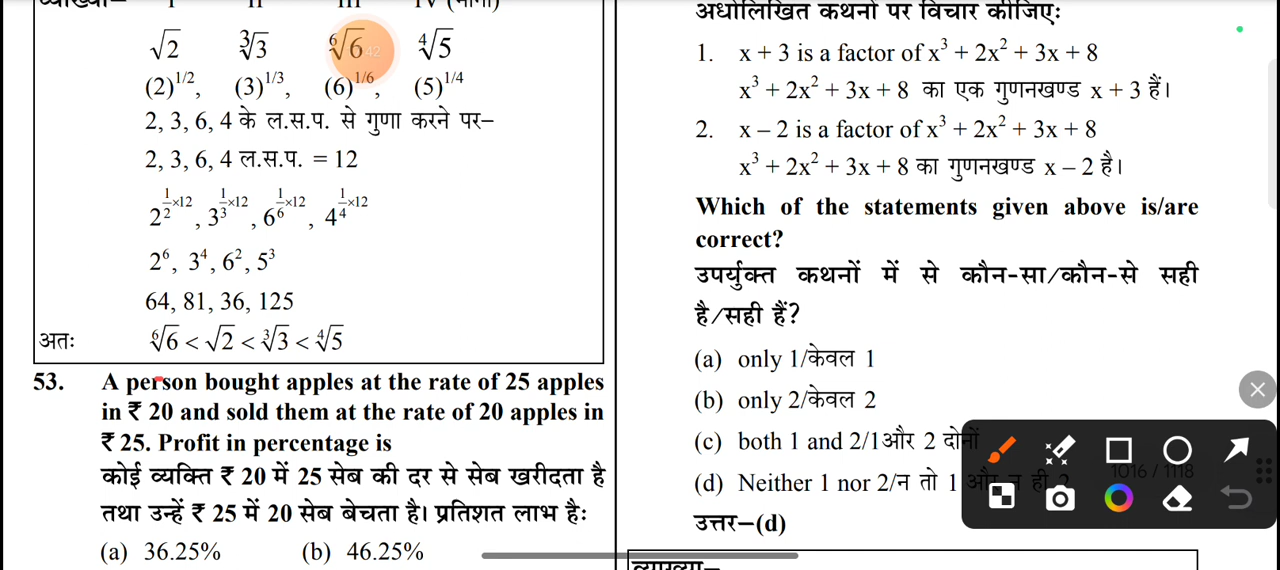 I II III IV (माना)
√2 ∛3 ⁶√6 ⁴√5
(2)^1/2, (3)^1/3, (6)^1/6, (5)^1/4
2, 3, 6, 4 के ल.स.प. से गुणा करने पर–
2, 3, 6, 4 ल.स.प. = 12
2^(1/2×12), 3^(1/3×12), 6^(1/6×12), 4^(1/4×12)
2⁶, 3⁴, 6², 5³
64, 81, 36, 125
अतः ⁶√6 < √2 < ∛3 < ⁴√5
53. A person bought apples at the rate of 25 apples
in ₹ 20 and sold them at the rate of 20 apples in
₹ 25. Profit in percentage is
कोई व्यक्ति ₹ 20 में 25 सेब की दर से सेब खरीदता है
तथा उन्हें ₹ 25 में 20 सेब बेचता है। प्रतिशत लाभ है:
(a) 36.25% (b) 46.25%
अधोलिखित कथनों पर विचार कीजिए:
1. x + 3 is a factor of x³ + 2x² + 3x + 8
x³ + 2x² + 3x + 8 का एक गुणनखण्ड x + 3 हैं।
2. x – 2 is a factor of x³ + 2x² + 3x + 8
x³ + 2x² + 3x + 8 का गुणनखण्ड x – 2 है।
Which of the statements given above is/are
correct?
उपर्युक्त कथनों में से कौन-सा/कौन-से सही
है/सही हैं?
(a) only 1/केवल 1
(b) only 2/केवल 2
(c) both 1 and 2/1और 2 दोनों
(d) Neither 1 nor 2/न तो 1 और न ही 2
1016 / 1118
उत्तर–(d)